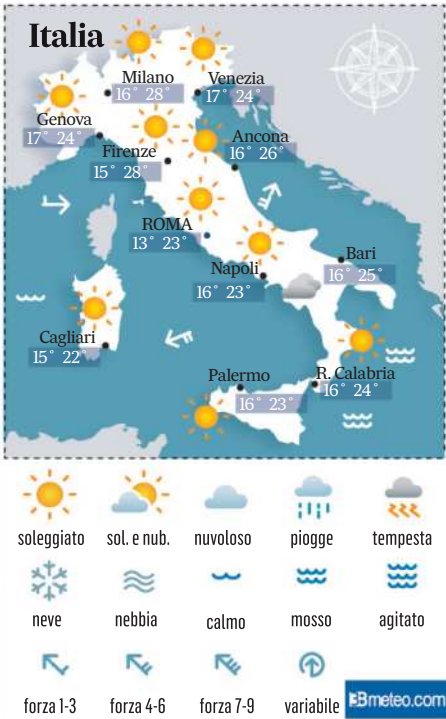 Italia
Milano
16° 28°
Venezia
17° 24°
Genova
17° 24°
Firenze
15° 28°
Ancona
16° 26°
ROMA
13° 23°
Napoli
16° 23°
Bari
16° 25°
Cagliari
15° 22°
Palermo
16° 23°
R. Calabria
16° 24°
soleggiato sol. e nub. nuvoloso piogge tempesta
neve nebbia calmo mosso agitato
forza 1-3 forza 4-6 forza 7-9 variabile
3Bmeteo.com